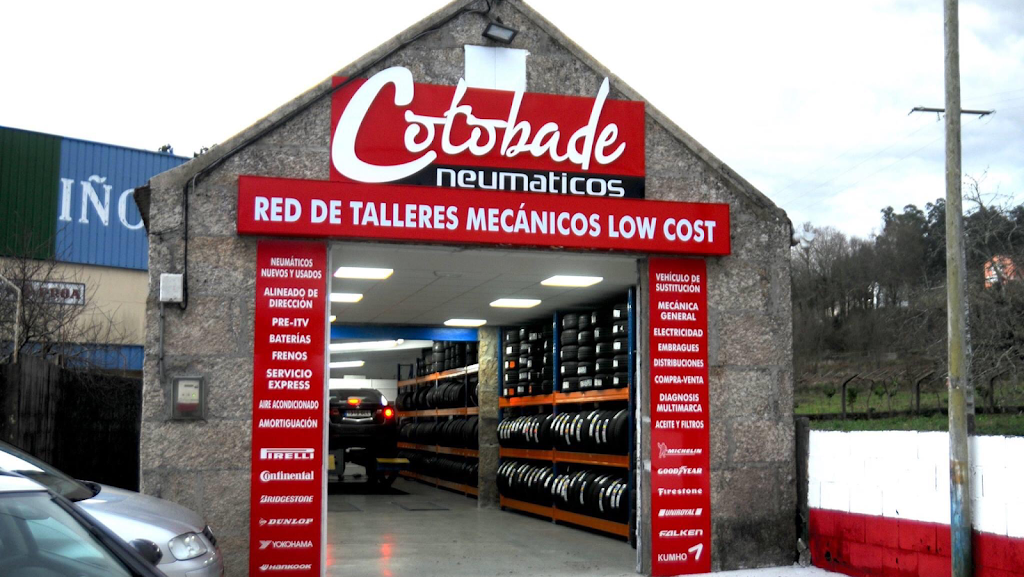 Cotobade
neumaticos
RED DE TALLERES MECÁNICOS LOW COST
IÑO
NEUMÁTICOS
NUEVOS Y USADOS
ALINEADO DE
DIRECCIÓN
PRE-ITV
BATERÍAS
FRENOS
SERVICIO
EXPRESS
AIRE ACONDICIONADO
AMORTIGUACIÓN
PIRELLI
Continental
BRIDGESTONE
DUNLOP
YOKOHAMA
HANKOOK
VEHÍCULO DE
SUSTITUCIÓN
MECÁNICA
GENERAL
ELECTRICIDAD
EMBRAGUES
DISTRIBUCIONES
COMPRA-VENTA
DIAGNOSIS
MULTIMARCA
ACEITE Y FILTROS
MICHELIN
GOODYEAR
Firestone
UNIROYAL
FALKEN
KUMHO